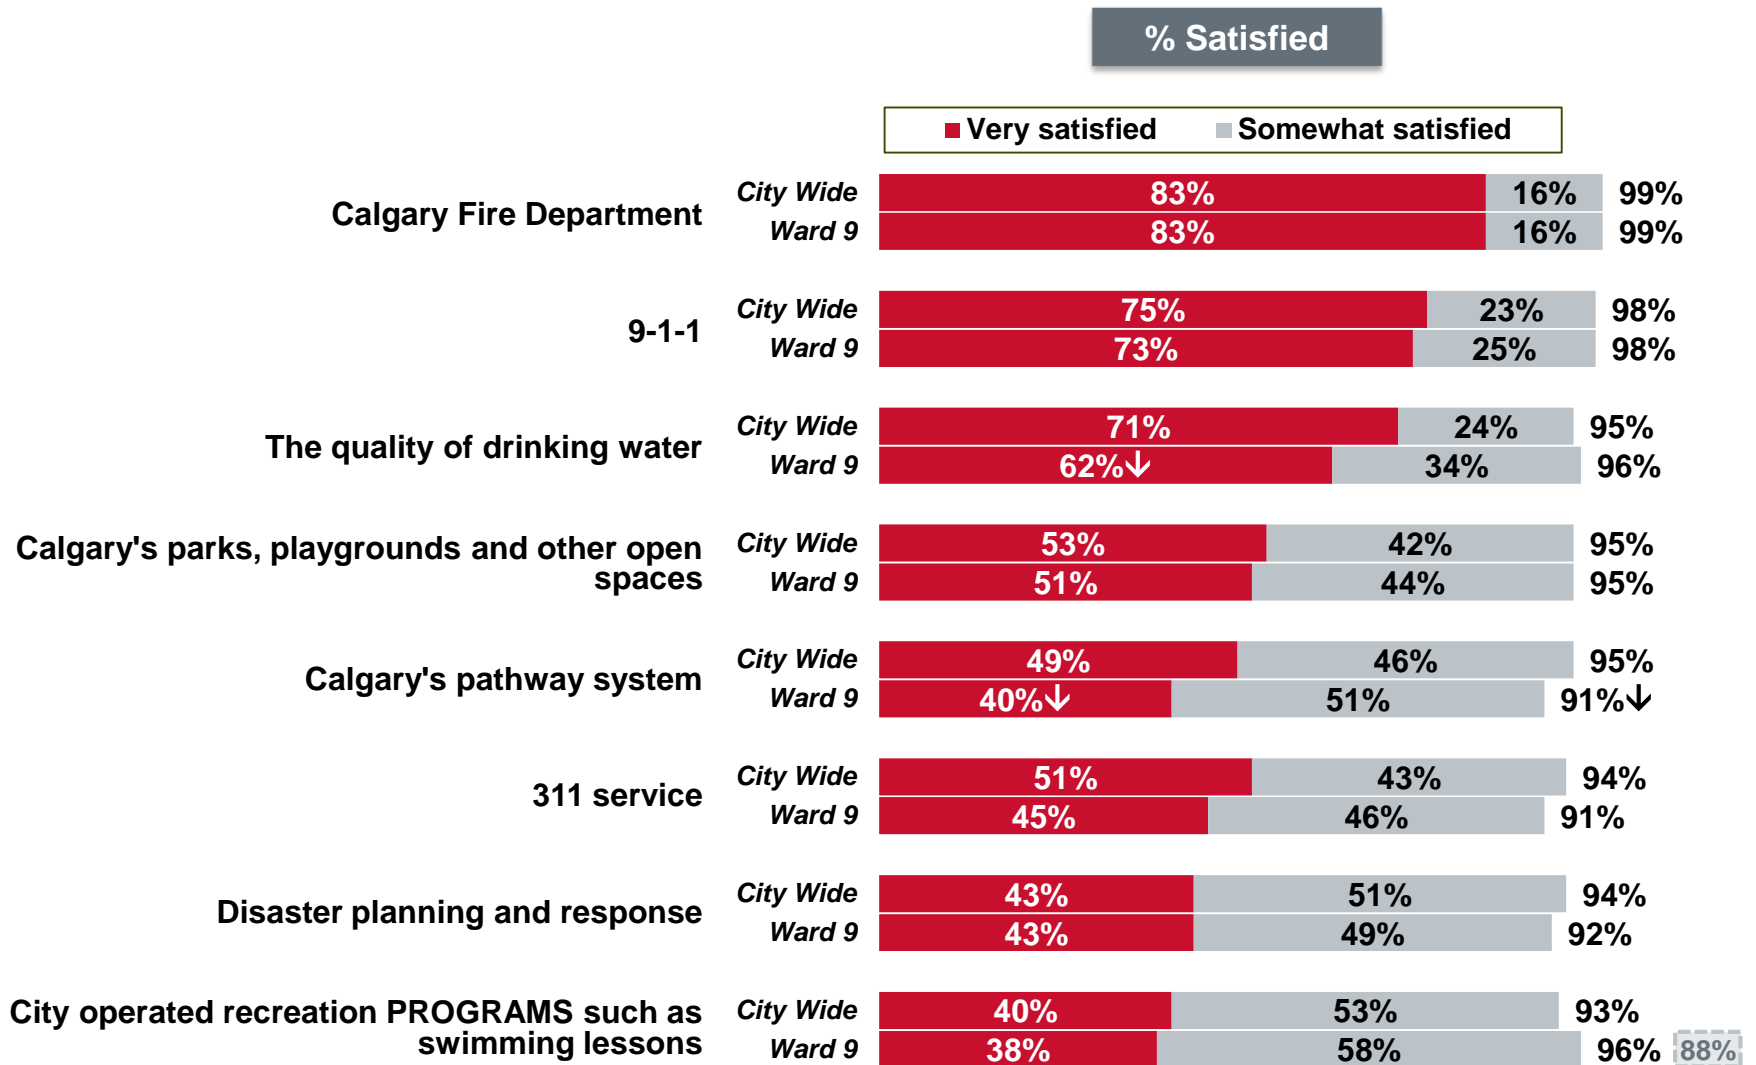 % Satisfied
Very satisfied Somewhat satisfied
Calgary Fire Department
City Wide 83% 16% 99%
Ward 9 83% 16% 99%
9-1-1
City Wide 75% 23% 98%
Ward 9 73% 25% 98%
The quality of drinking water
City Wide 71% 24% 95%
Ward 9 62%↓ 34% 96%
Calgary's parks, playgrounds and other open
spaces
City Wide 53% 42% 95%
Ward 9 51% 44% 95%
Calgary's pathway system
City Wide 49% 46% 95%
Ward 9 40%↓ 51% 91%↓
311 service
City Wide 51% 43% 94%
Ward 9 45% 46% 91%
Disaster planning and response
City Wide 43% 51% 94%
Ward 9 43% 49% 92%
City operated recreation PROGRAMS such as
swimming lessons
City Wide 40% 53% 93%
Ward 9 38% 58% 96% 88%